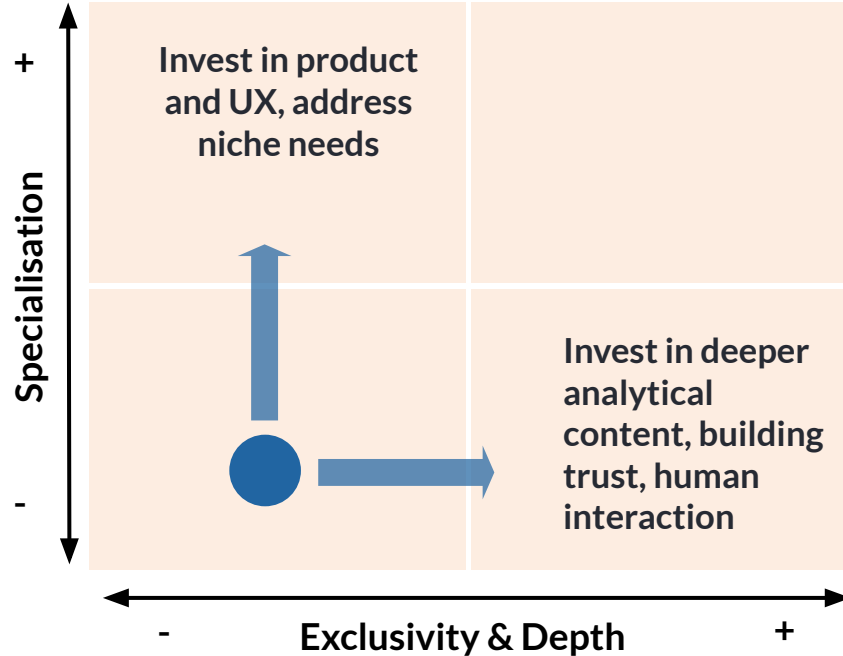 +
Invest in product
and UX, address
niche needs
Specialisation
Invest in deeper
analytical
content, building
trust, human
interaction
-
-
Exclusivity & Depth
+